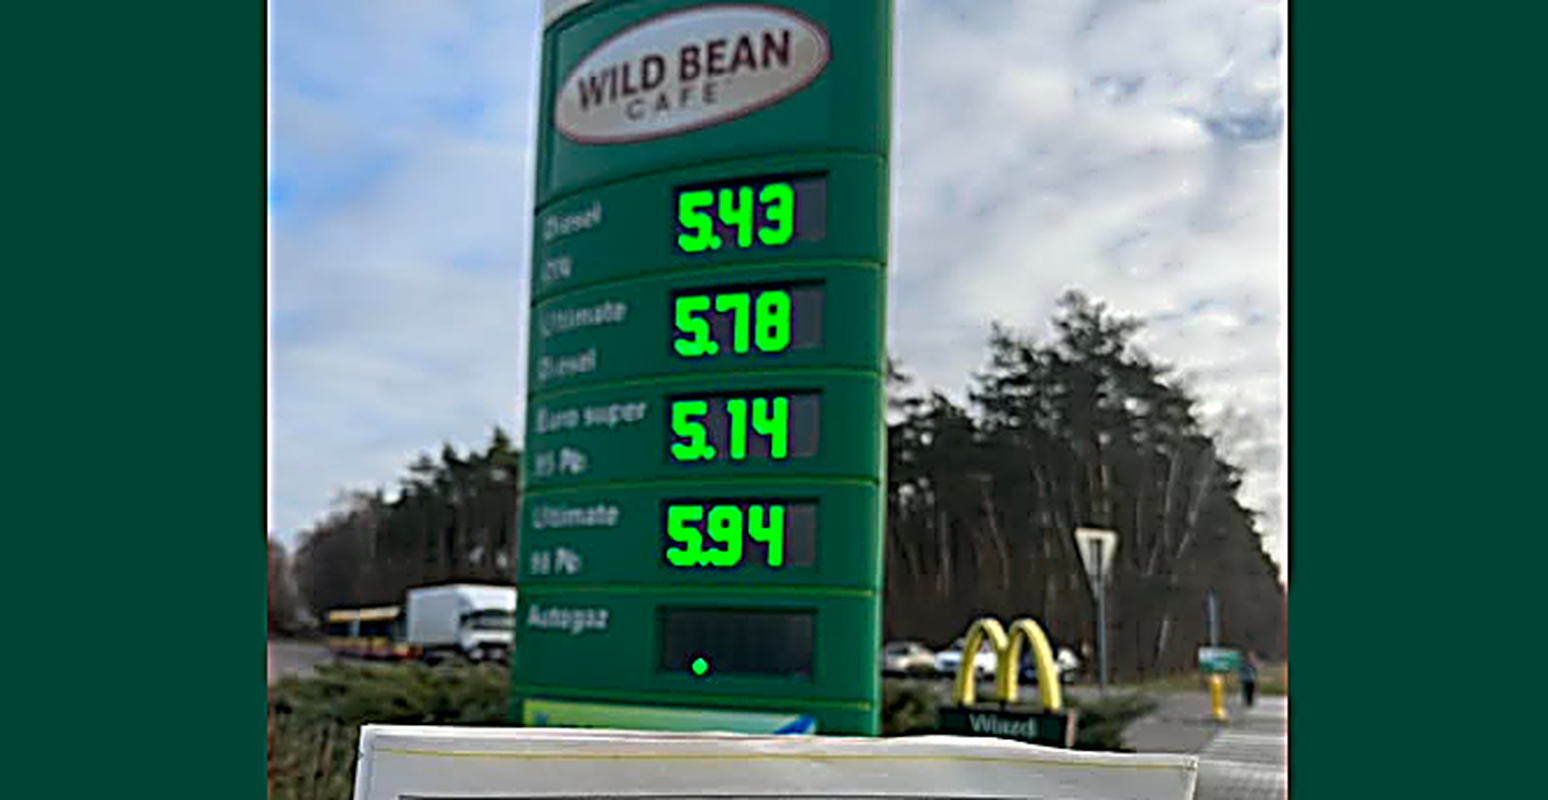 WILD BEAN
CAFE
Diesel
5.43
ON
Ultimate
5.78
Diesel
Euro super
5.14
95 Pb
Ultimate
5.94
98 Pb
Autogaz
.
Wjazd